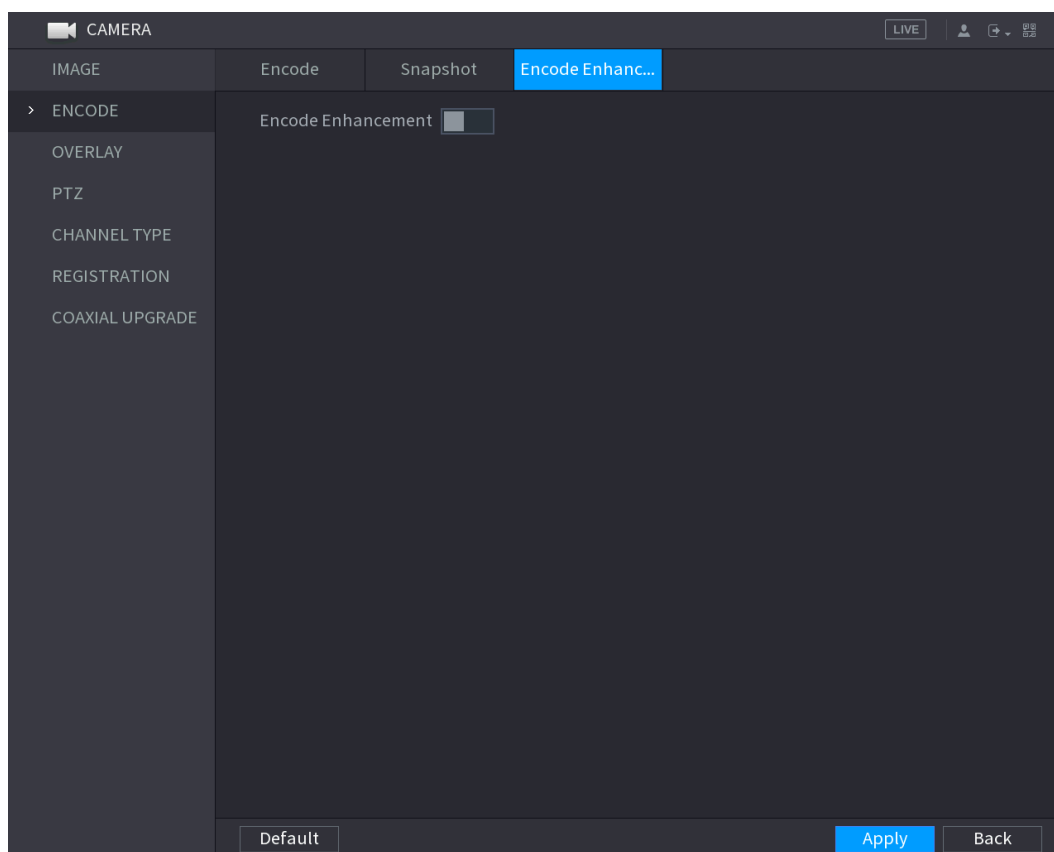 CAMERA
LIVE
IMAGE
ENCODE
OVERLAY
PTZ
CHANNEL TYPE
REGISTRATION
COAXIAL UPGRADE
Encode Snapshot Encode Enhanc...
Encode Enhancement
Default Apply Back